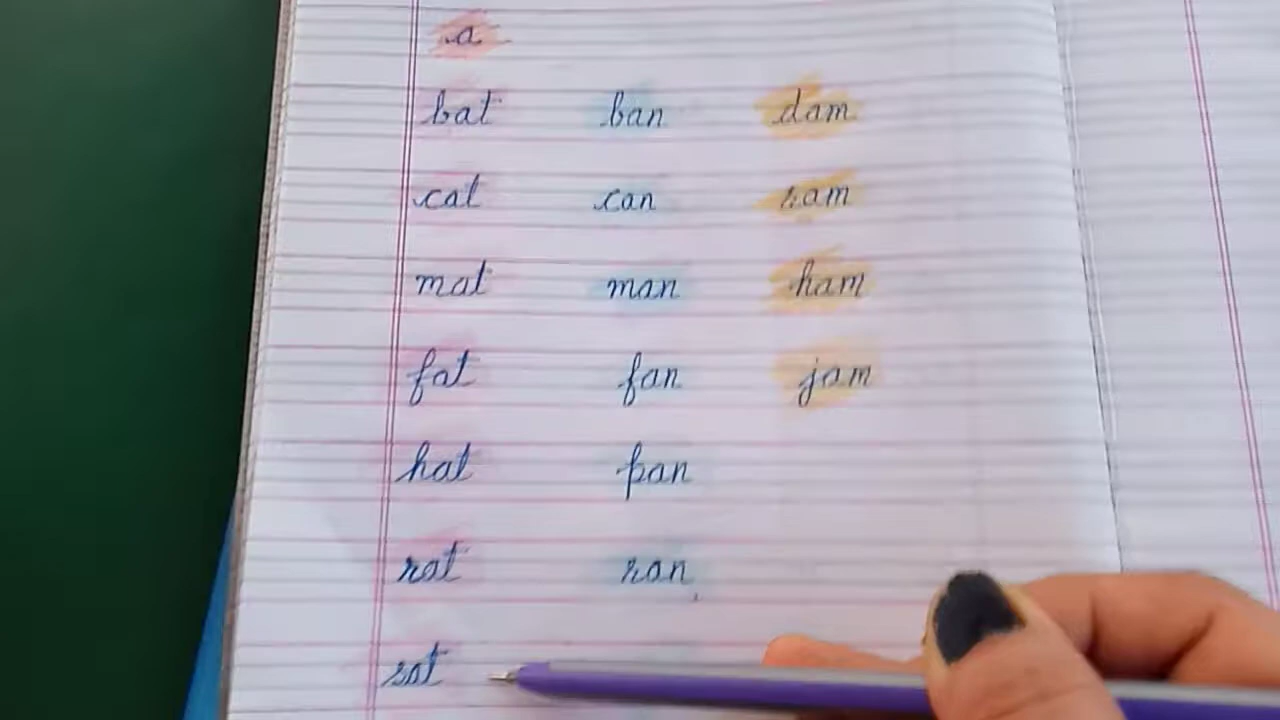 a
bat ban dam
cat can ram
mat man ham
fat fan jam
hat pan
rat ran
sat